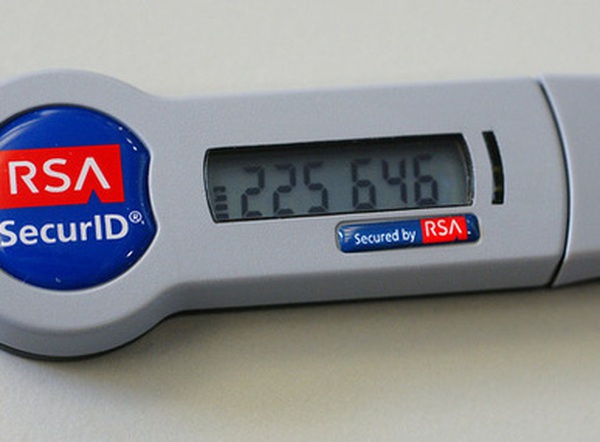 RSA
SecurID®
225 646
Secured by RSA